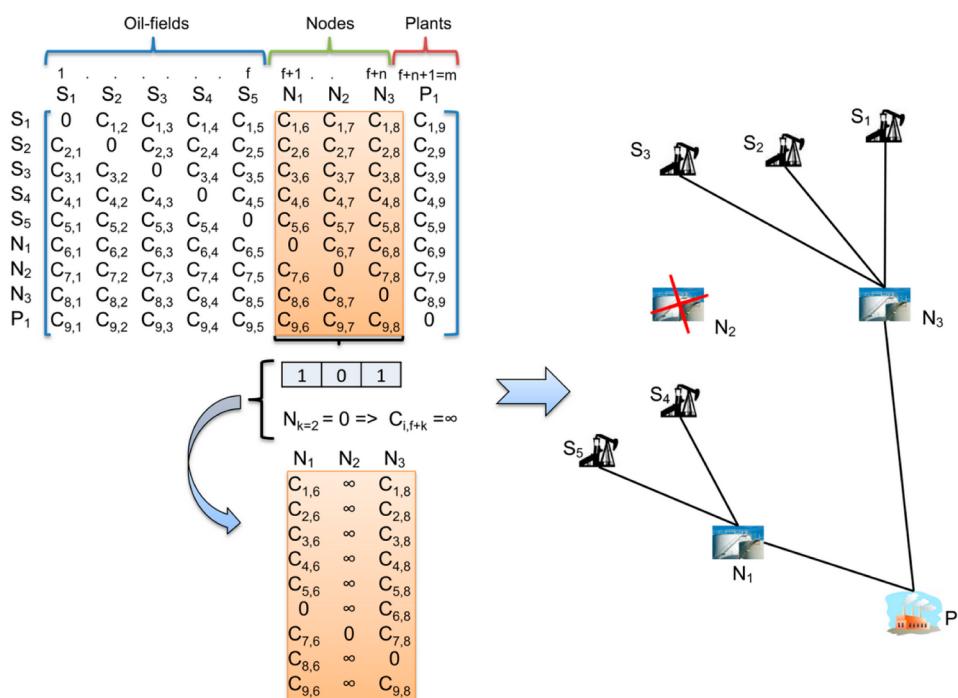 Oil-fields Nodes Plants
1 . . . . . . f f+1 . . f+n f+n+1=m
S1 S2 S3 S4 S5 N1 N2 N3 P1
S1 0 C1,2 C1,3 C1,4 C1,5 C1,6 C1,7 C1,8 C1,9
S2 C2,1 0 C2,3 C2,4 C2,5 C2,6 C2,7 C2,8 C2,9
S3 C3,1 C3,2 0 C3,4 C3,5 C3,6 C3,7 C3,8 C3,9
S4 C4,1 C4,2 C4,3 0 C4,5 C4,6 C4,7 C4,8 C4,9
S5 C5,1 C5,2 C5,3 C5,4 0 C5,6 C5,7 C5,8 C5,9
N1 C6,1 C6,2 C6,3 C6,4 C6,5 0 C6,7 C6,8 C6,9
N2 C7,1 C7,2 C7,3 C7,4 C7,5 C7,6 0 C7,8 C7,9
N3 C8,1 C8,2 C8,3 C8,4 C8,5 C8,6 C8,7 0 C8,9
P1 C9,1 C9,2 C9,3 C9,4 C9,5 C9,6 C9,7 C9,8 0
1 0 1
Nk=2 = 0 => Ci,f+k =∞
N1 N2 N3
C1,6 ∞ C1,8
C2,6 ∞ C2,8
C3,6 ∞ C3,8
C4,6 ∞ C4,8
C5,6 ∞ C5,8
0 ∞ C6,8
C7,6 0 C7,8
C8,6 ∞ 0
C9,6 ∞ C9,8
S1
S2
S3
N3
N2
S4
S5
N1
P